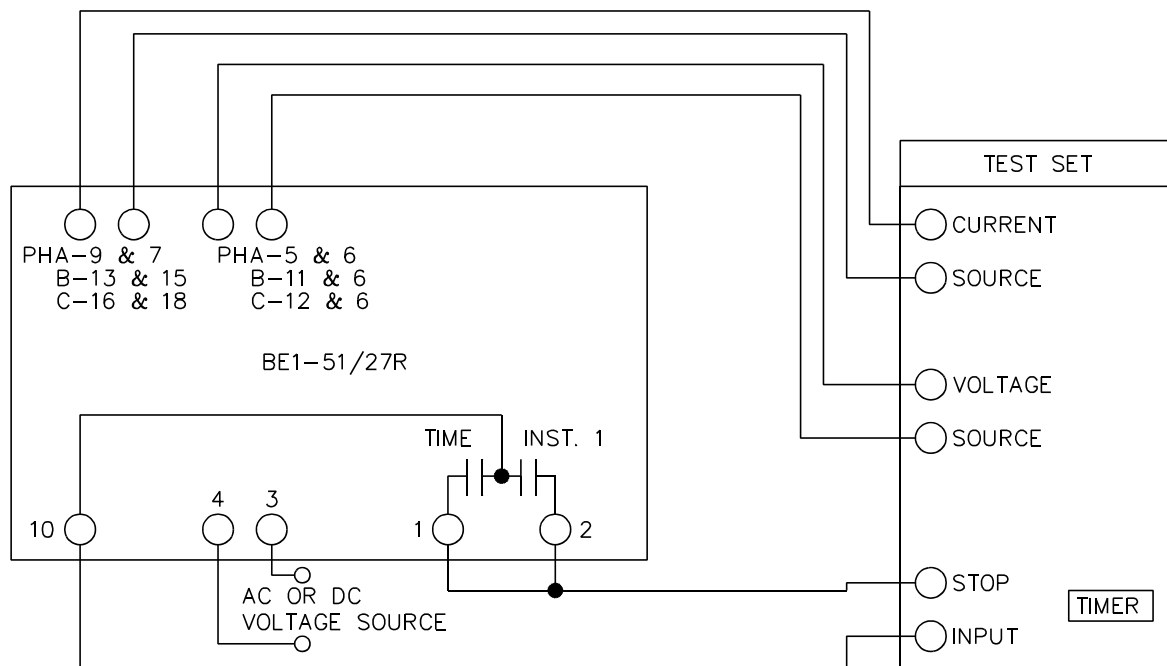 TEST SET
CURRENT
PHA-9 & 7
B-13 & 15
C-16 & 18
PHA-5 & 6
B-11 & 6
C-12 & 6
SOURCE
BE1-51/27R
VOLTAGE
TIME
INST. 1
SOURCE
10
4
3
1
2
AC OR DC
VOLTAGE SOURCE
STOP
TIMER
INPUT